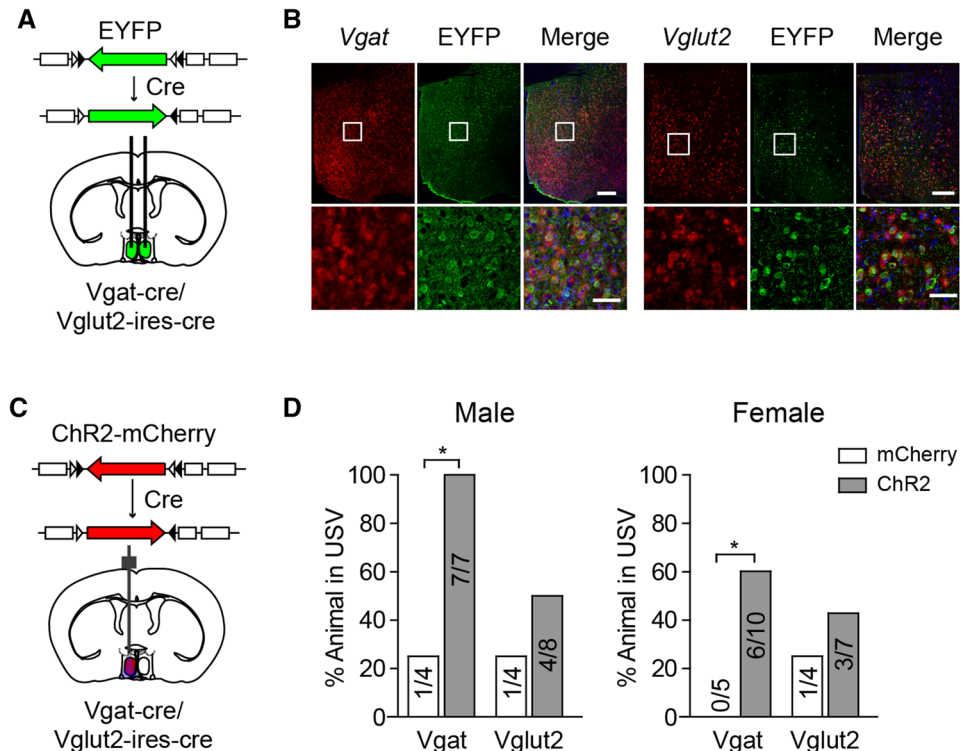 A
EYFP
Cre
Vgat-cre/
Vglut2-ires-cre
B
Vgat EYFP Merge Vglut2 EYFP Merge
C
ChR2-mCherry
Cre
Vgat-cre/
Vglut2-ires-cre
D
Male
% Animal in USV
100
80
60
40
20
0
*
1/4
7/7
1/4
4/8
Vgat Vglut2
Female
mCherry
ChR2
% Animal in USV
100
80
60
40
20
0
*
0/5
6/10
1/4
3/7
Vgat Vglut2